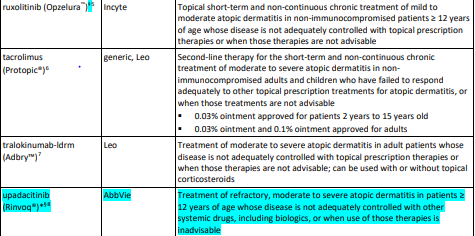 ruxolitinib (Opzelura™)§5
Incyte
Topical short-term and non-continuous chronic treatment of mild to
moderate atopic dermatitis in non-immunocompromised patients ≥ 12
years of age whose disease is not adequately controlled with topical
prescription therapies or when those therapies are not advisable
tacrolimus
(Protopic®)6
generic, Leo
Second-line therapy for the short-term and non-continuous chronic
treatment of moderate to severe atopic dermatitis in non-
immunocompromised adults and children who have failed to respond
adequately to other topical prescription treatments for atopic dermatitis, or
when those treatments are not advisable
▪ 0.03% ointment approved for patients 2 years to 15 years old
▪ 0.03% ointment and 0.1% ointment approved for adults
tralokinumab-ldrm
(Adbry™)7
Leo
Treatment of moderate to severe atopic dermatitis in adult patients whose
disease is not adequately controlled with topical prescription therapies or
when those therapies are not advisable; can be used with or without topical
corticosteroids
upadacitinib
(Rinvoq®)
AbbVie
Treatment of refractory, moderate to severe atopic dermatitis in patients ≥
12 years of age whose disease is not adequately controlled with other
systemic drugs, including biologics, or when use of those therapies is
inadvisable